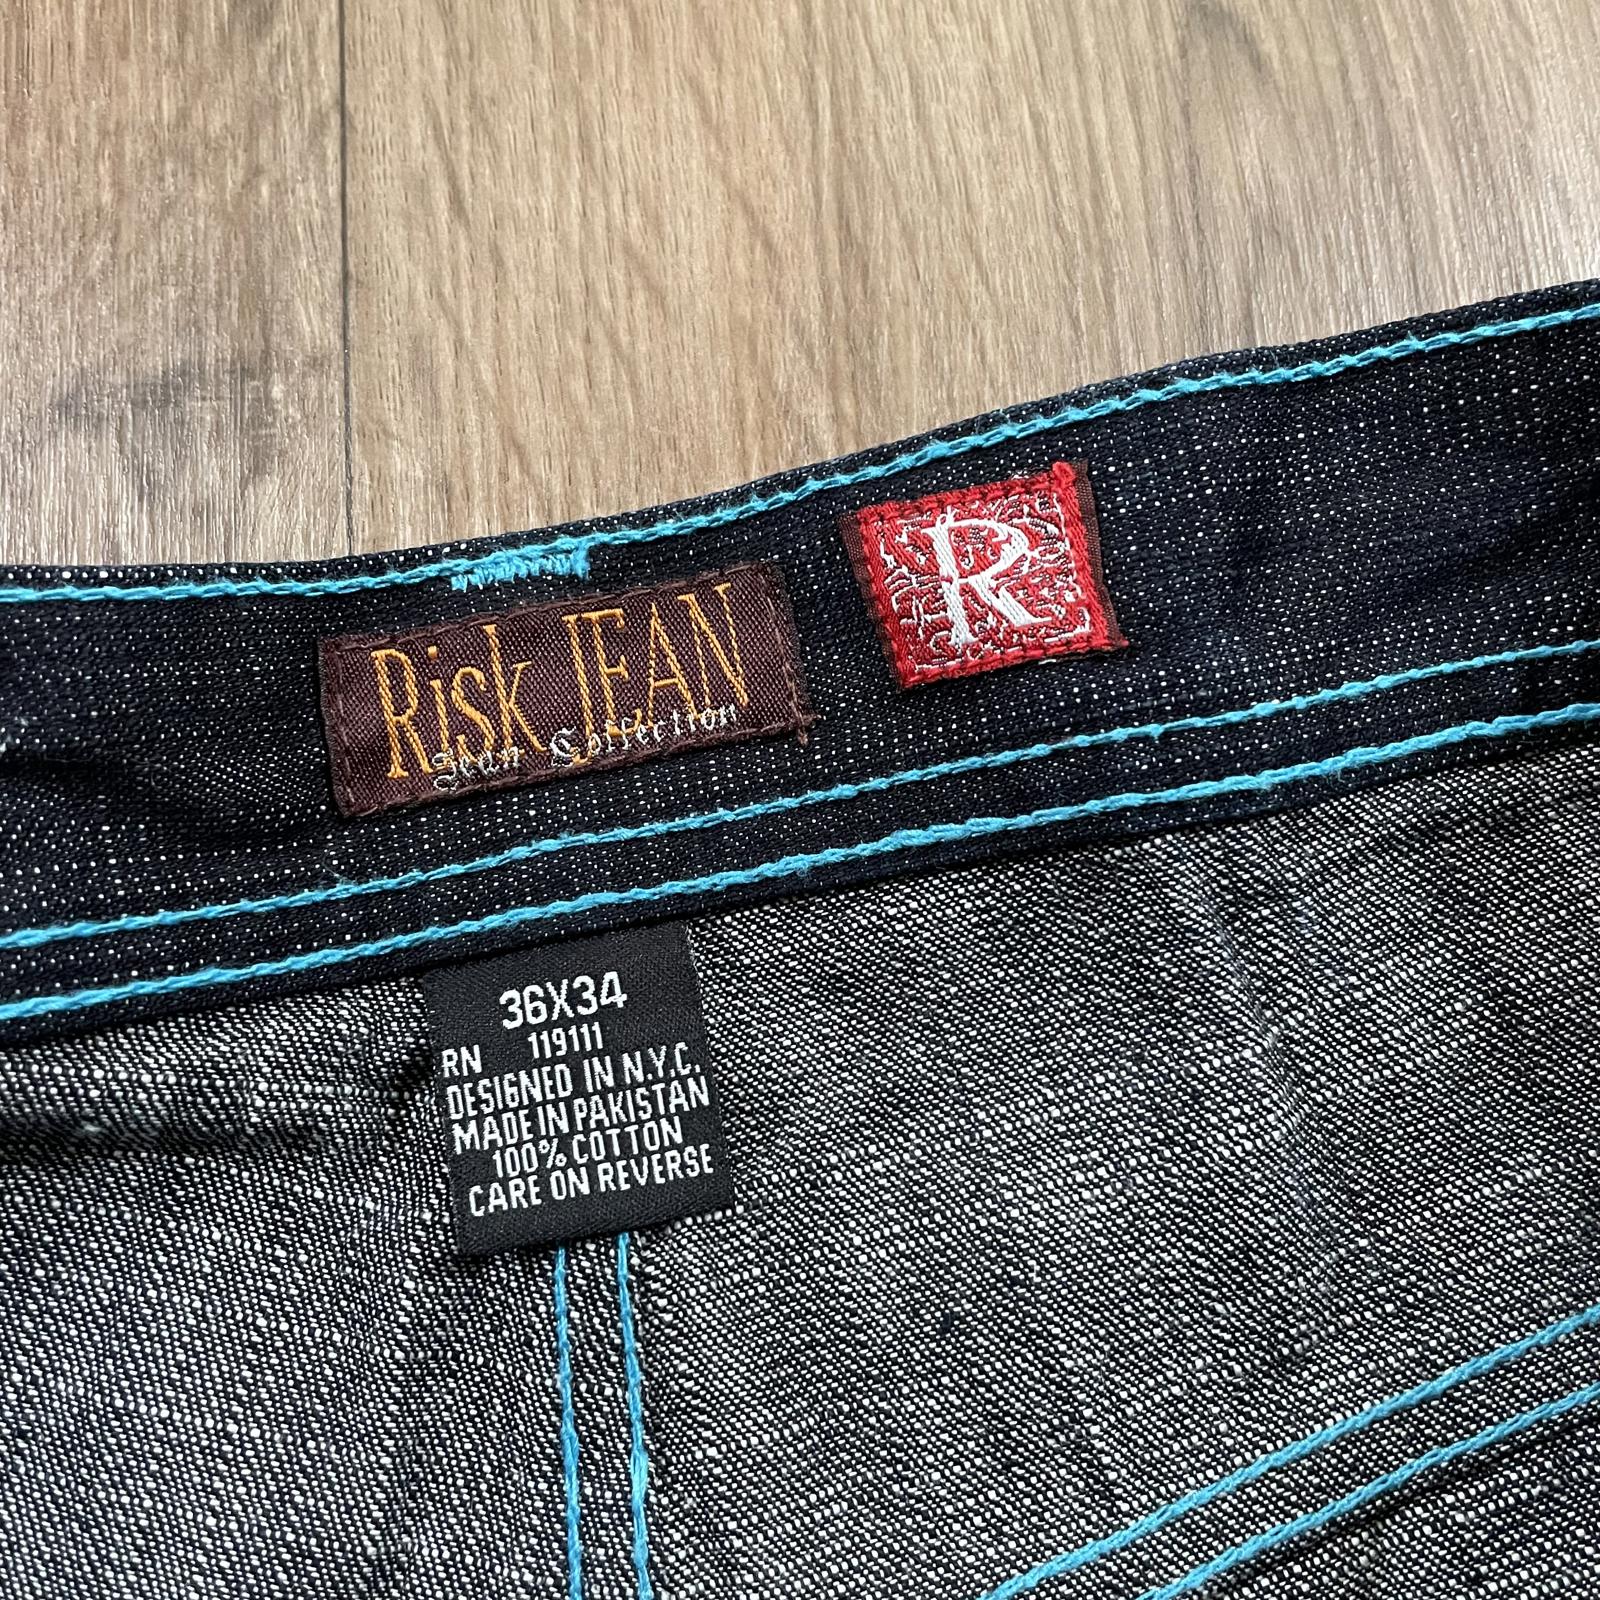 Risk JEAN
Jean Collection
R
36X34
RN 119111
DESIGNED IN N.Y.C.
MADE IN PAKISTAN
100% COTTON
CARE ON REVERSE